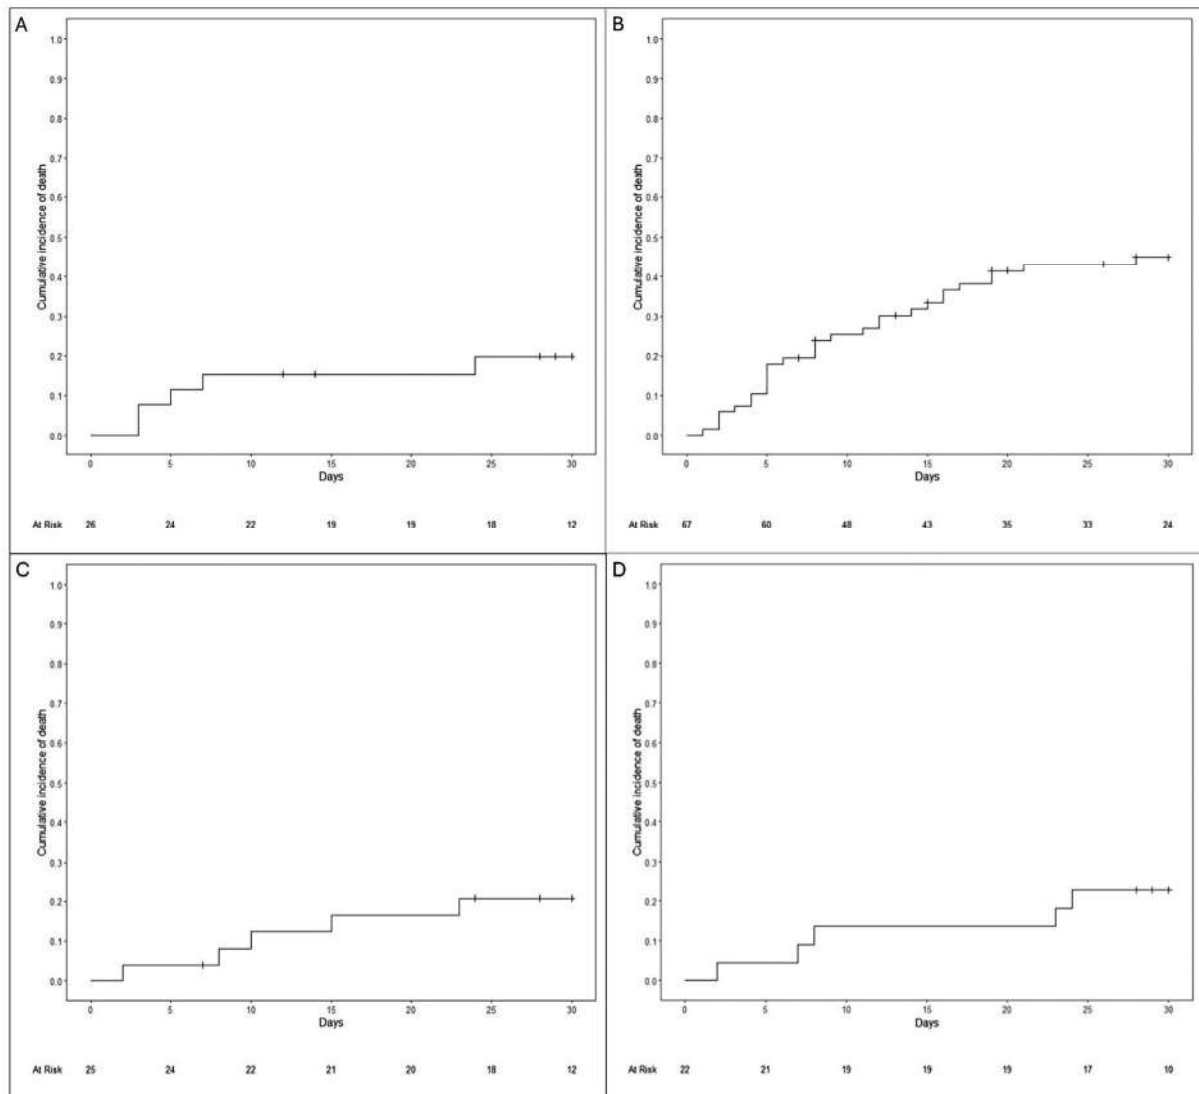 A
Cumulative incidence of death
1.0
0.9
0.8
0.7
0.6
0.5
0.4
0.3
0.2
0.1
0.0
0 5 10 15 20 25 30
Days
At Risk 26 24 22 19 19 18 12
B
Cumulative incidence of death
1.0
0.9
0.8
0.7
0.6
0.5
0.4
0.3
0.2
0.1
0.0
0 5 10 15 20 25 30
Days
At Risk 67 60 48 43 35 33 24
C
Cumulative incidence of death
1.0
0.9
0.8
0.7
0.6
0.5
0.4
0.3
0.2
0.1
0.0
0 5 10 15 20 25 30
Days
At Risk 25 24 22 21 20 18 12
D
Cumulative incidence of death
1.0
0.9
0.8
0.7
0.6
0.5
0.4
0.3
0.2
0.1
0.0
0 5 10 15 20 25 30
Days
At Risk 22 21 19 19 19 17 10